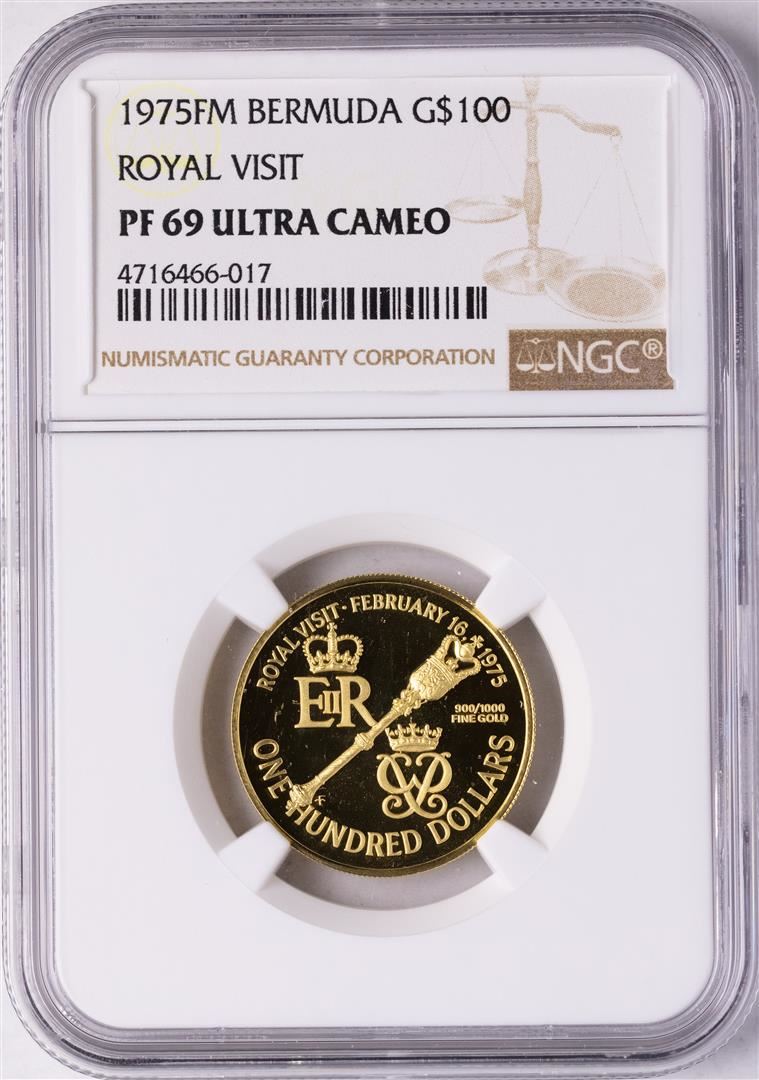 1975FM BERMUDA G$100
ROYAL VISIT
PF 69 ULTRA CAMEO
4716466-017
NUMISMATIC GUARANTY CORPORATION
NGC®
ROYAL VISIT · FEBRUARY 16, 1975
EIIR
900/1000
FINE GOLD
ONE HUNDRED DOLLARS